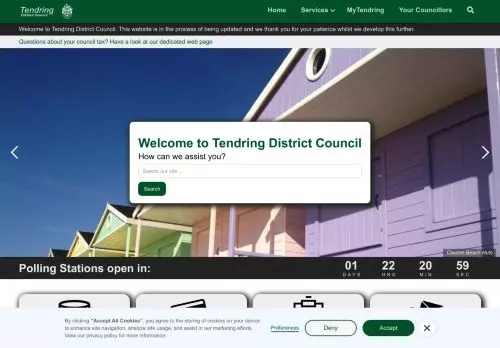 Tendring
District Council
Home
Services
MyTendring
Your Councillors
Welcome to Tendring District Council. This website is in the process of being updated and we thank you for your patience whilst we develop this further.
Questions about your council tax? Have a look at our dedicated web page
Welcome to Tendring District Council
How can we assist you?
Search our site ...
Search
Clacton Beach Huts
Polling Stations open in:
01 22 20 59
DAYS HRS MIN SEC
By clicking "Accept All Cookies", you agree to the storing of cookies on your device
to enhance site navigation, analyze site usage, and assist in our marketing efforts.
View our privacy policy for more information.
Preferences
Deny
Accept